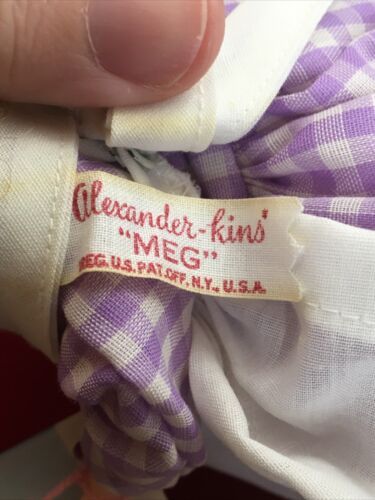 Alexander-kins'
"MEG"
REG. U.S. PAT. OFF. N.Y., U.S.A.